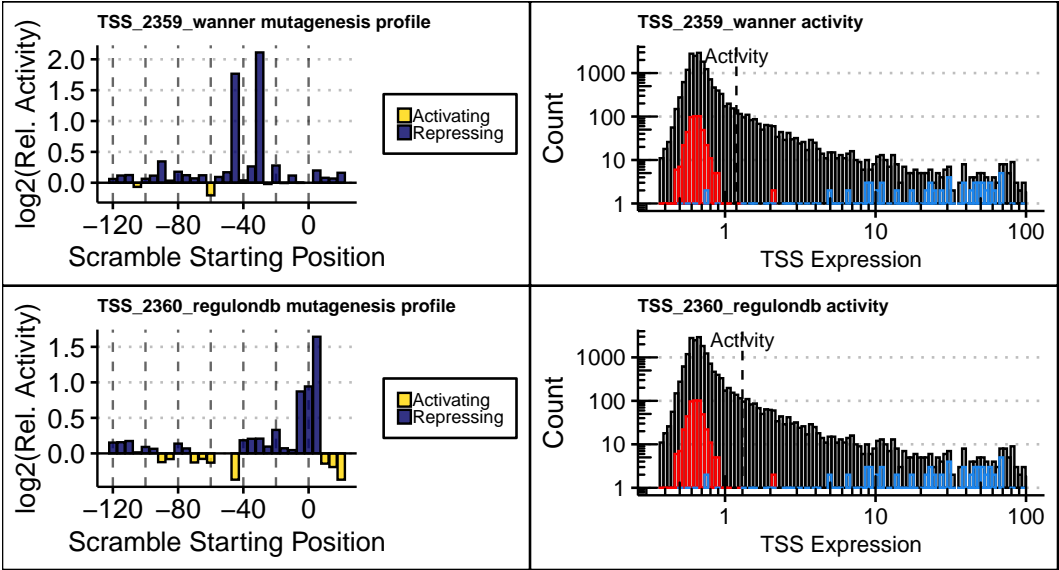 TSS_2359_wanner mutagenesis profile
log2(Rel. Activity)
2.0
1.5
1.0
0.5
0.0
−120
−80
−40
0
Scramble Starting Position
Activating
Repressing
TSS_2359_wanner activity
Activity
Count
1000
100
10
1
1
10
100
TSS Expression
TSS_2360_regulondb mutagenesis profile
log2(Rel. Activity)
1.5
1.0
0.5
0.0
−120
−80
−40
0
Scramble Starting Position
Activating
Repressing
TSS_2360_regulondb activity
Activity
Count
1000
100
10
1
1
10
100
TSS Expression